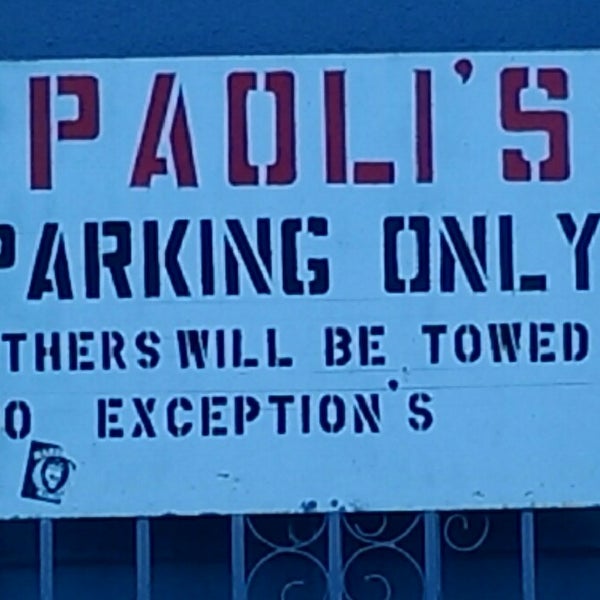 PAOLI'S
PARKING ONLY
THERS WILL BE TOWED
O EXCEPTION'S